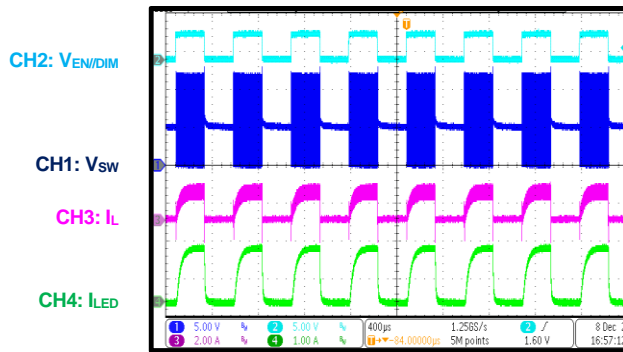 CH2: VEN//DIM
CH1: VSW
CH3: IL
CH4: ILED
T
2
1
3
4
1 5.00 V 2 5.00 V 400µs 1.25GS/s 2 8 Dec
3 2.00 A 4 1.00 A T→▼-84.00000µs 5M points 1.60 V 16:57:1